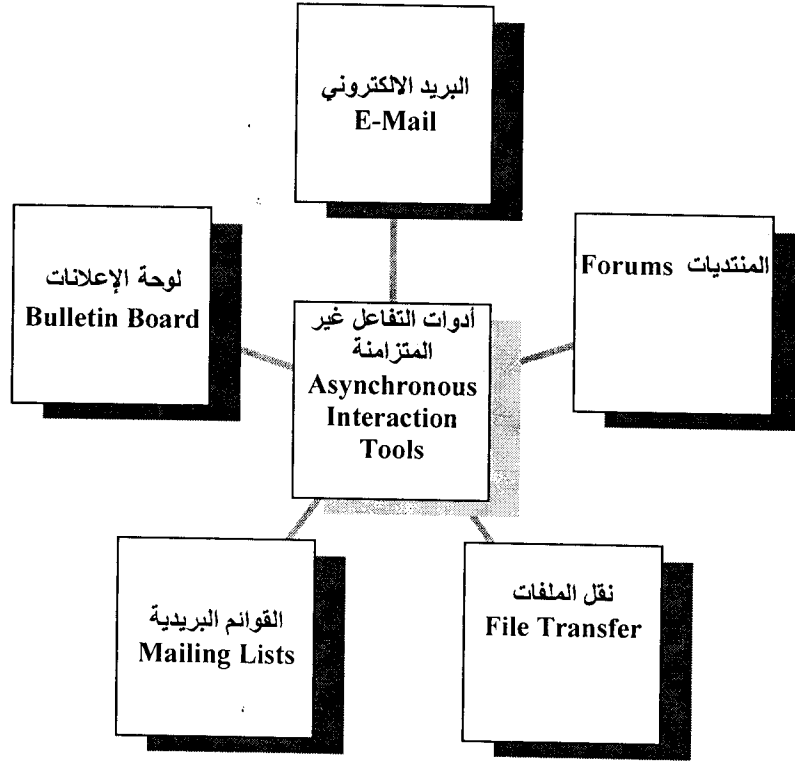 البريد الالكتروني
E-Mail
المنتديات Forums
لوحة الإعلانات
Bulletin Board
أدوات التفاعل غير
المتزامنة
Asynchronous
Interaction
Tools
نقل الملفات
File Transfer
القوائم البريدية
Mailing Lists